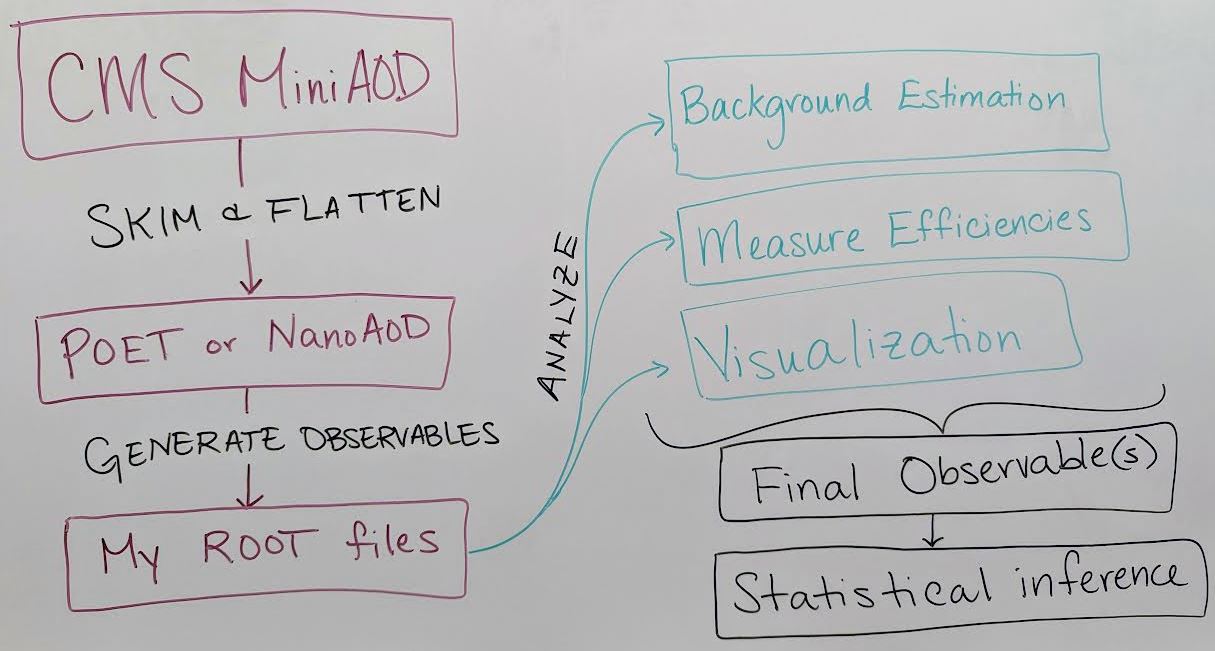 CMS MiniAOD
SKIM & FLATTEN
POET or NanoAOD
GENERATE OBSERVABLES
My ROOT files
ANALYZE
Background Estimation
Measure Efficiencies
Visualization
Final Observable(s)
Statistical inference